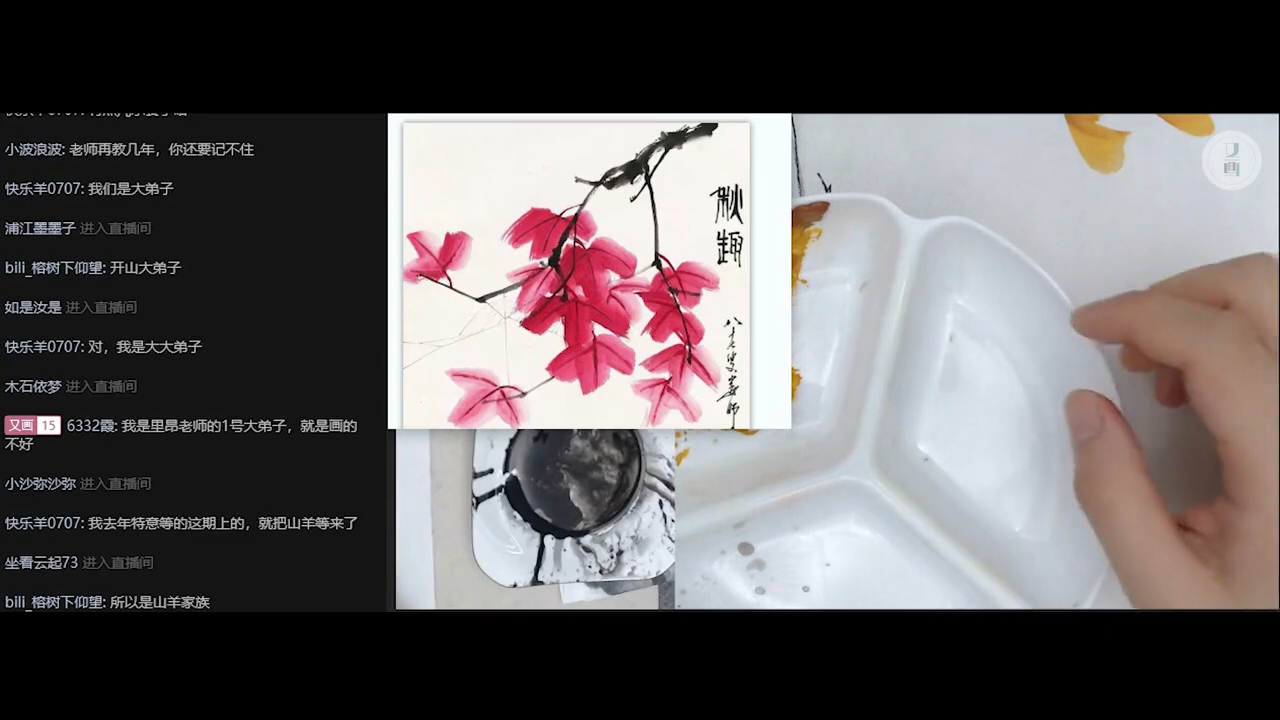 小波浪波: 老师再教几年，你还要记不住
快乐羊0707: 我们是大弟子
浦江墨墨子 进入直播间
bili_榕树下仰望: 开山大弟子
如是汝是 进入直播间
快乐羊0707: 对，我是大大弟子
木石依梦 进入直播间
又画 15 6332霞: 我是里昂老师的1号大弟子，就是画的
不好
小沙弥沙弥 进入直播间
快乐羊0707: 我去年特意等的这期上的，就把山羊等来了
坐看云起73 进入直播间
bili_榕树下仰望: 所以是山羊家族
秋趣
又画